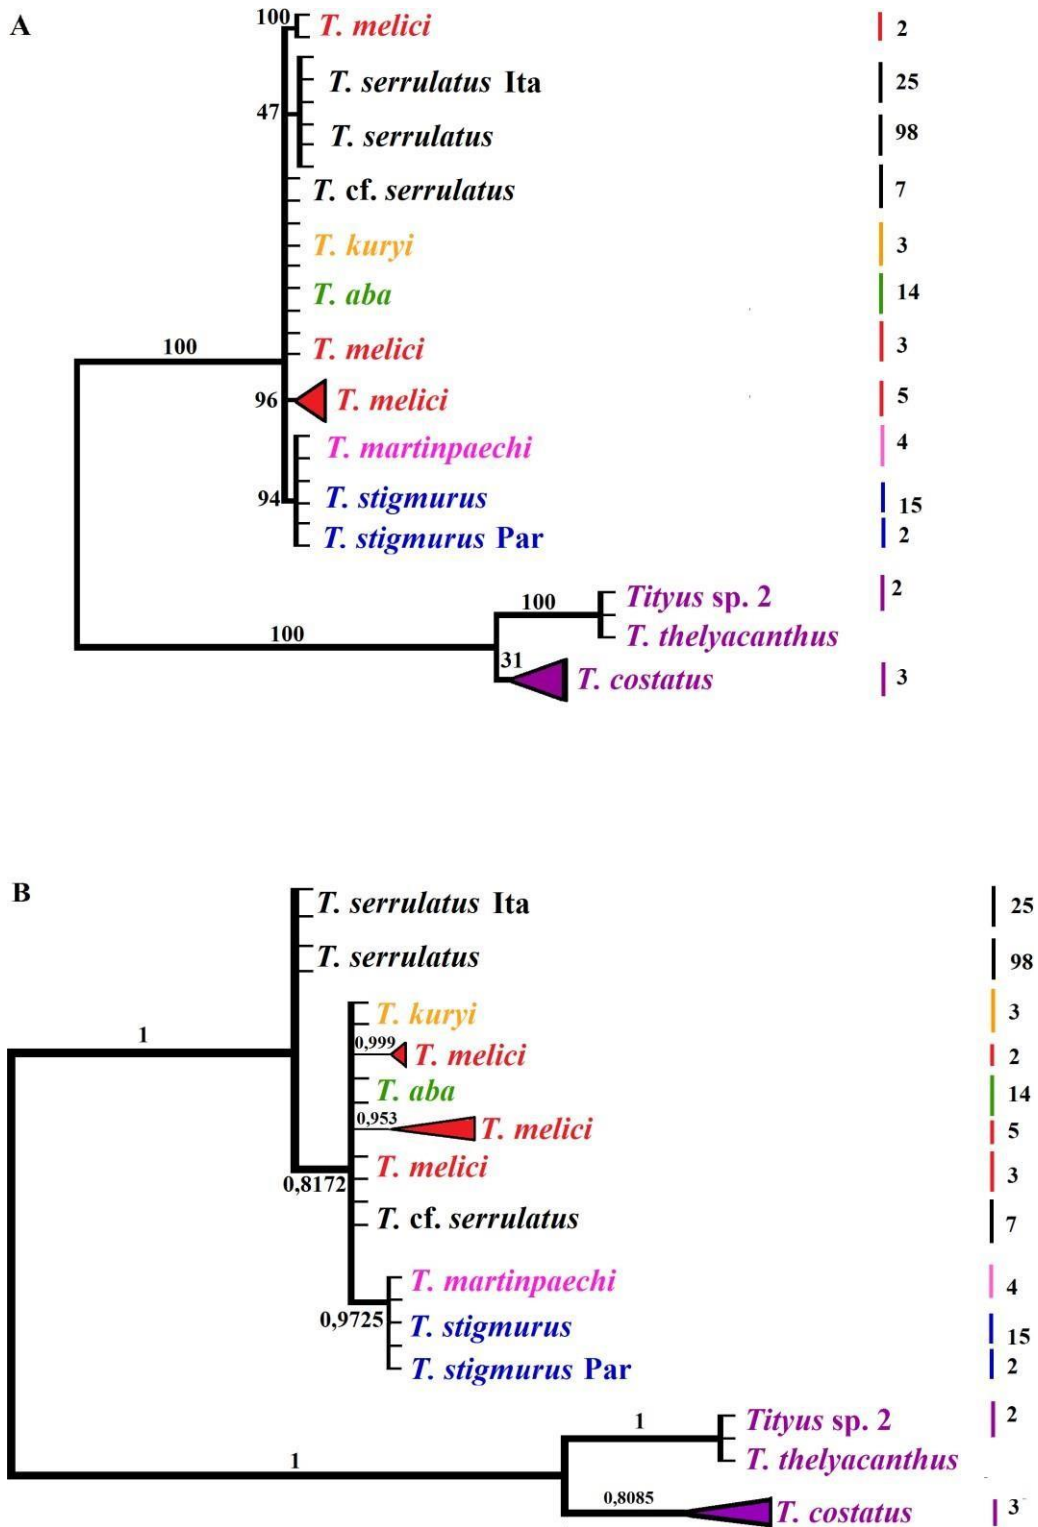 A
100 T. melici 2
T. serrulatus Ita 25
47
T. serrulatus 98
T. cf. serrulatus 7
T. kuryi 3
T. aba 14
100 T. melici 3
96 T. melici 5
T. martinpaechi 4
94 T. stigmurus 15
T. stigmurus Par 2
100 Tityus sp. 2 2
100 T. thelyacanthus
31 T. costatus 3
B
T. serrulatus Ita 25
T. serrulatus 98
T. kuryi 3
1 0,999 T. melici 2
T. aba 14
0,953 T. melici 5
T. melici 3
0,8172
T. cf. serrulatus 7
T. martinpaechi 4
0,9725 T. stigmurus 15
T. stigmurus Par 2
1 Tityus sp. 2 2
1 T. thelyacanthus
0,8085 T. costatus 3